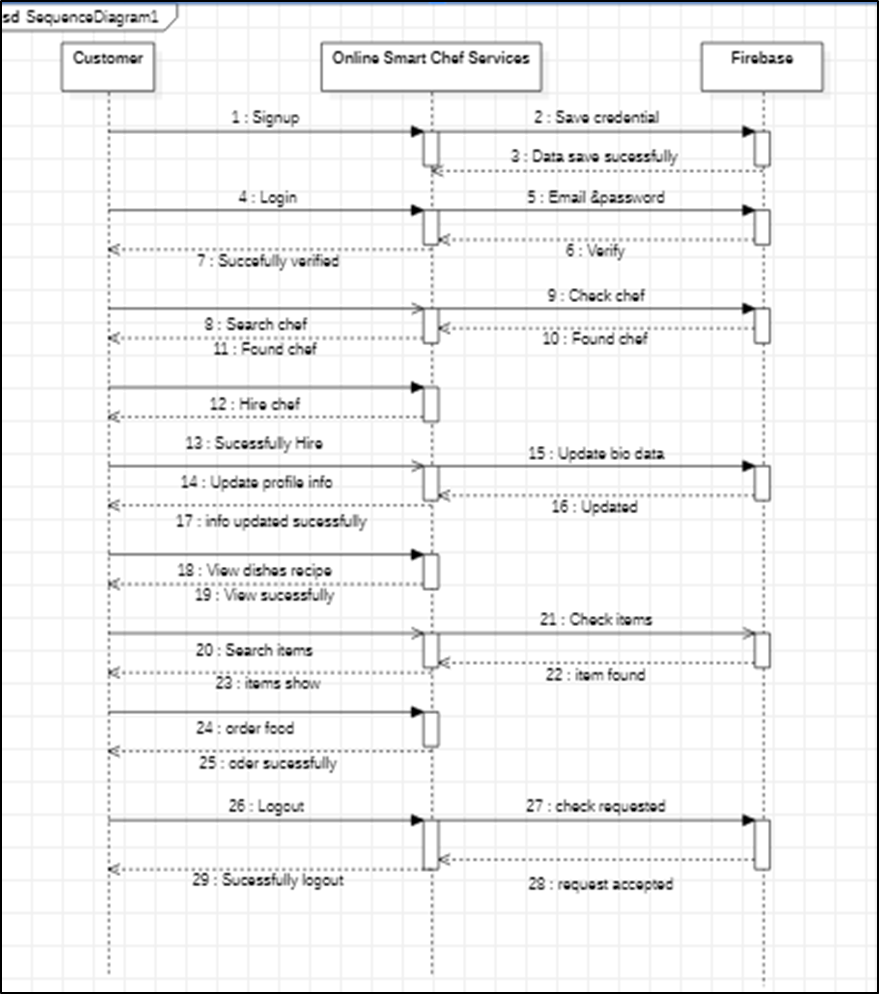 sd SequenceDiagram1
Customer
Online Smart Chef Services
Firebase
1 : Signup
2 : Save credential
3 : Data save sucessfully
4 : Login
5 : Email &password
6 : Verify
7 : Succefully verified
9 : Check chef
8 : Search chef
10 : Found chef
11 : Found chef
12 : Hire chef
13 : Sucessfully Hire
15 : Update bio data
14 : Update profile info
16 : Updated
17 : info updated sucessfully
18 : View dishes recipe
19 : View sucessfully
21 : Check items
20 : Search items
22 : item found
23 : items show
24 : order food
25 : oder sucessfully
26 : Logout
27 : check requested
29 : Sucessfully logout
28 : request accepted